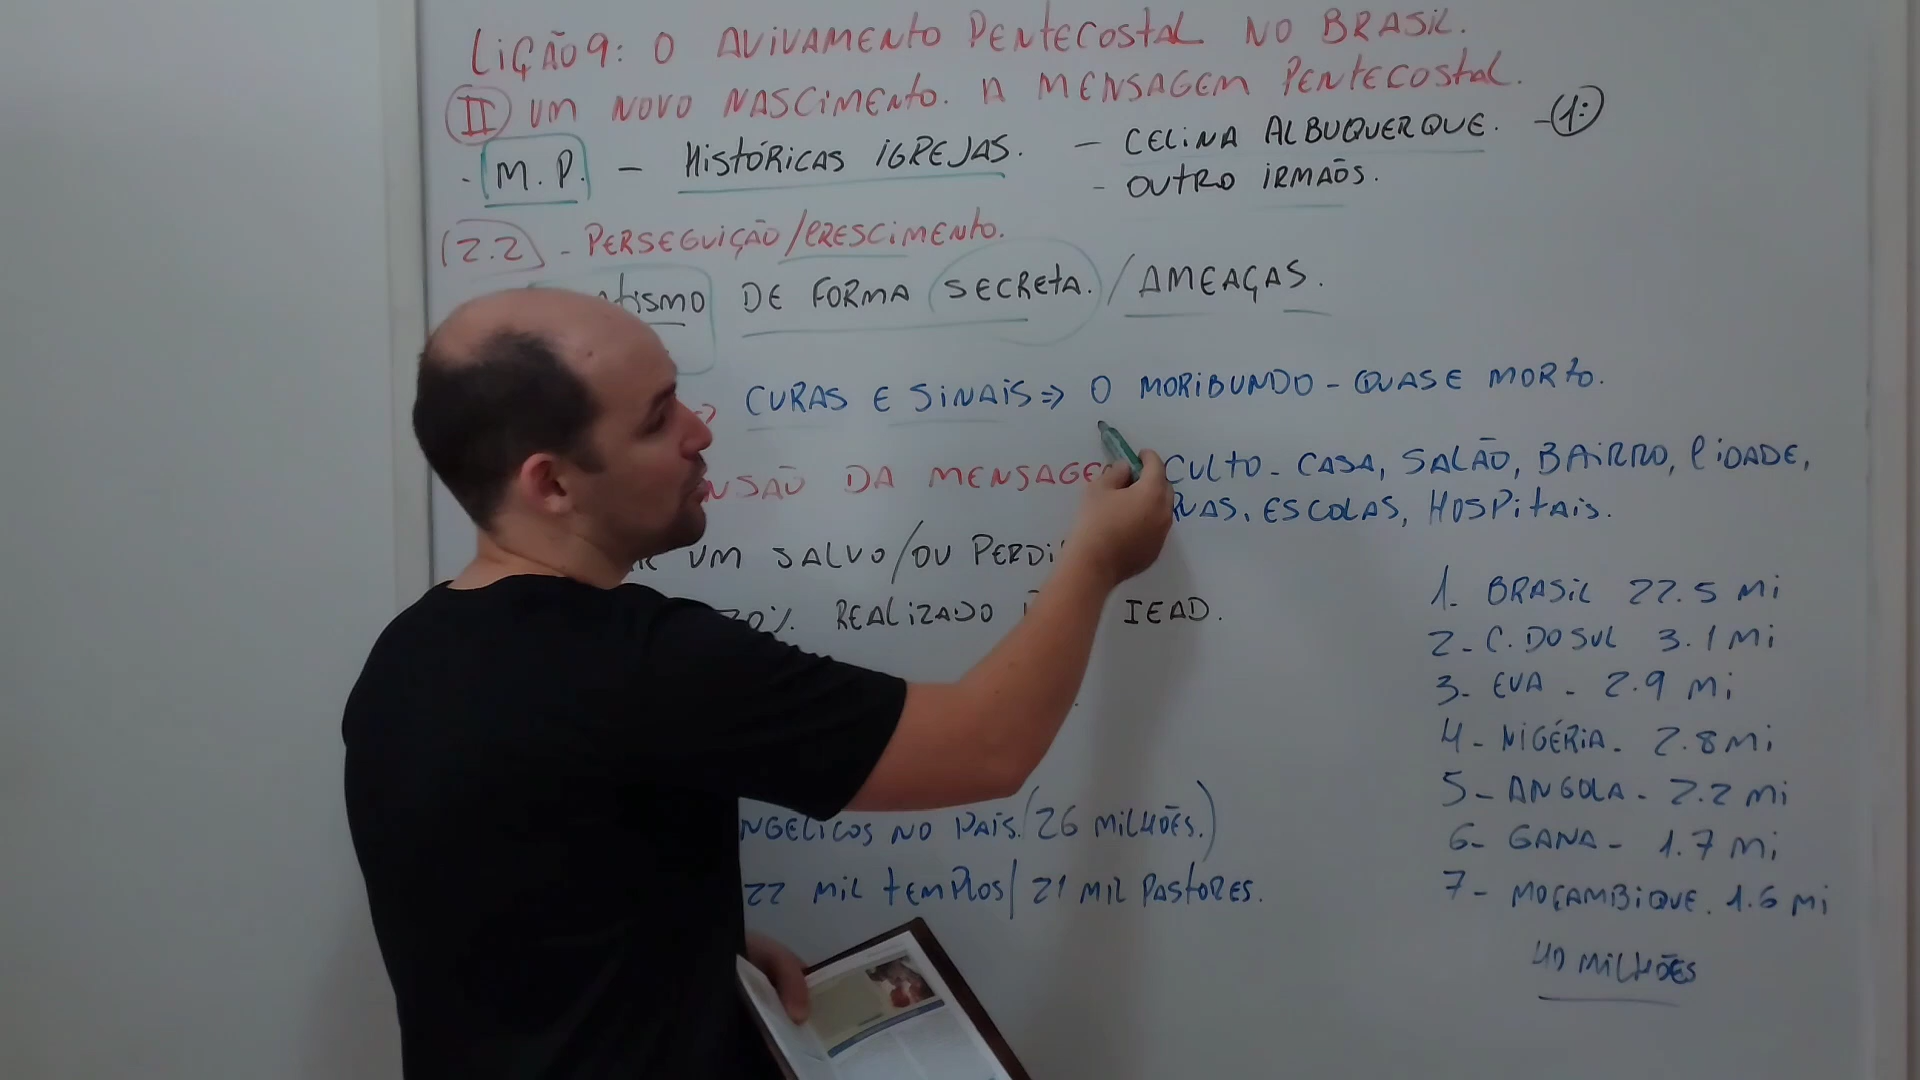 LIÇÃO 9: O AVIVAMENTO PENTECOSTAL NO BRASIL.
II UM NOVO NASCIMENTO. A MENSAGEM PENTECOSTAL.
. M. P. - HISTÓRICAS IGREJAS. - CELINA ALBUQUERQUE. - 1:
- OUTRO IRMAÕS.
2.2 - PERSEGUIÇÃO/CRESCIMENTO.
TISMO DE FORMA SECRETA. / AMEAÇAS.
=> CURAS E SINAIS => O MORIBUNDO - QUASE MORTO.
NSÃO DA MENSAGE CULTO - CASA, SALÃO, BAIRRO, CIDADE,
RUAS, ESCOLAS, HOSPITAIS.
UM SALVO/OU PERDI
20% REALIZADO IEAD.
1. BRASIL 22.5 Mi
2 - C. DO SUL 3.1 Mi
3 - EUA - 2.9 Mi
4 - NIGÉRIA - 2.8 Mi
5 - ANGOLA - 2.2 Mi
6 - GANA - 1.7 Mi
7 - MOÇAMBIQUE. 1.6 Mi
40 MILHÕES
NGÉLICOS NO PAÍS. (26 MILHÕES.)
22 MIL TEMPLOS/21 MIL PASTORES.